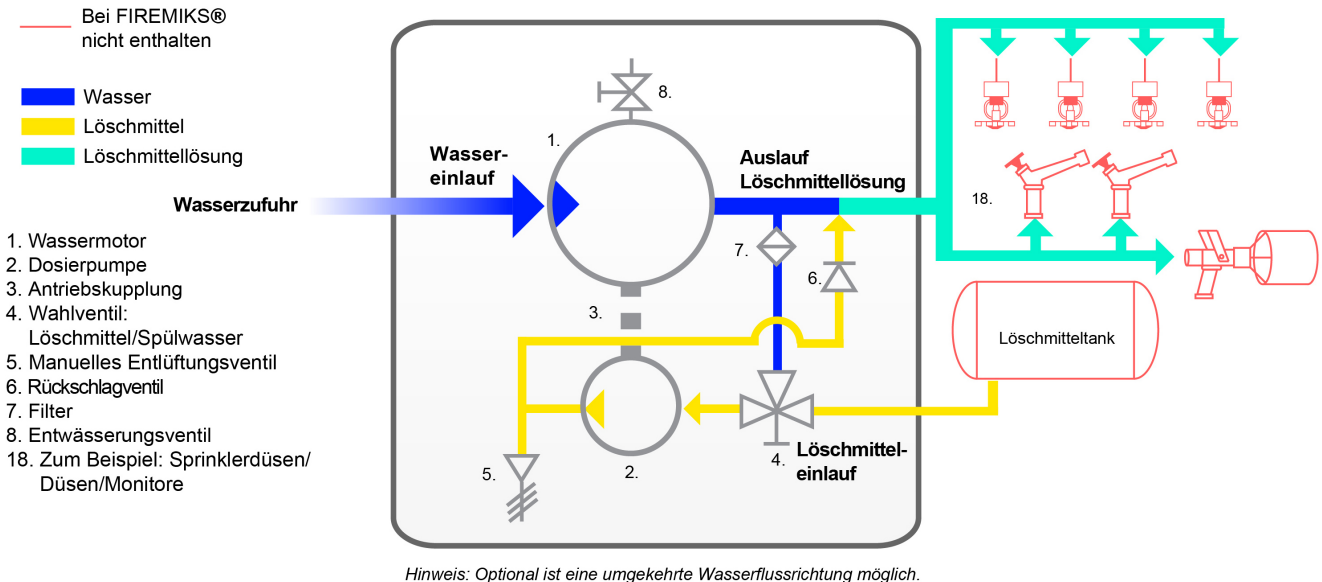 Bei FIREMIKS®
nicht enthalten
Wasser
Löschmittel
Löschmittellösung
Wasserzufuhr
1. Wassermotor
2. Dosierpumpe
3. Antriebskupplung
4. Wahlventil:
Löschmittel/Spülwasser
5. Manuelles Entlüftungsventil
6. Rückschlagventil
7. Filter
8. Entwässerungsventil
18. Zum Beispiel: Sprinklerdüsen/
Düsen/Monitore
8.
1.
Wasser-
einlauf
Auslauf
Löschmittellösung
18.
7.
6.
3.
Löschmitteltank
Löschmittel-
einlauf
4.
5.
2.
Hinweis: Optional ist eine umgekehrte Wasserflussrichtung möglich.